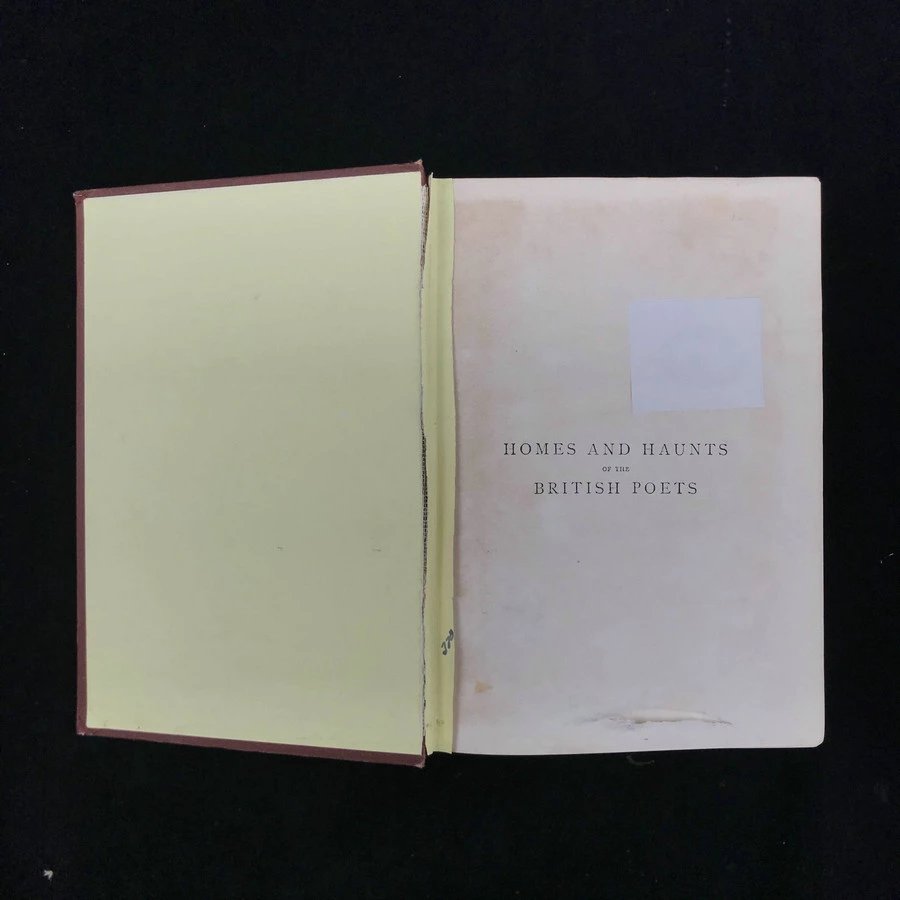 HOMES AND HAUNTS
OF THE
BRITISH POETS